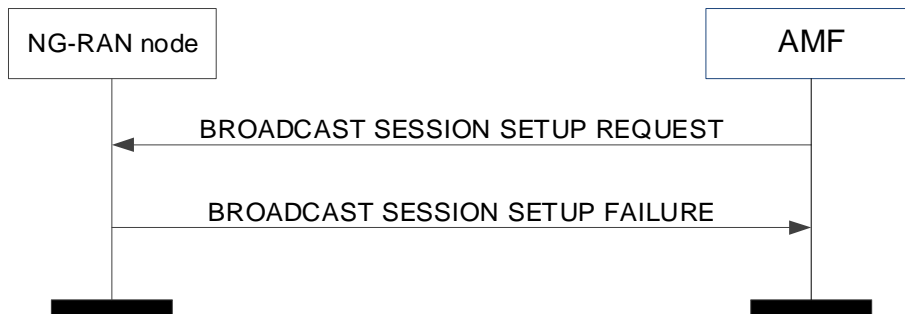 NG-RAN node
AMF
BROADCAST SESSION SETUP REQUEST
BROADCAST SESSION SETUP FAILURE